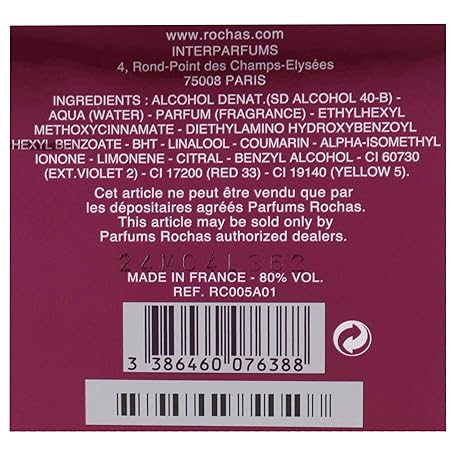 www.rochas.com
INTERPARFUMS
4, Rond-Point des Champs-Elysées
75008 PARIS
INGREDIENTS : ALCOHOL DENAT.(SD ALCOHOL 40-B) -
AQUA (WATER) - PARFUM (FRAGRANCE) - ETHYLHEXYL
METHOXYCINNAMATE - DIETHYLAMINO HYDROXYBENZOYL
HEXYL BENZOATE - BHT - LINALOOL - COUMARIN - ALPHA-ISOMETHYL
IONONE - LIMONENE - CITRAL - BENZYL ALCOHOL - CI 60730
(EXT.VIOLET 2) - CI 17200 (RED 33) - CI 19140 (YELLOW 5).
Cet article ne peut être vendu que par
les dépositaires agréés Parfums Rochas.
This article may be sold only by
Parfums Rochas authorized dealers.
MADE IN FRANCE - 80% VOL.
REF. RC005A01
3 386460 076388